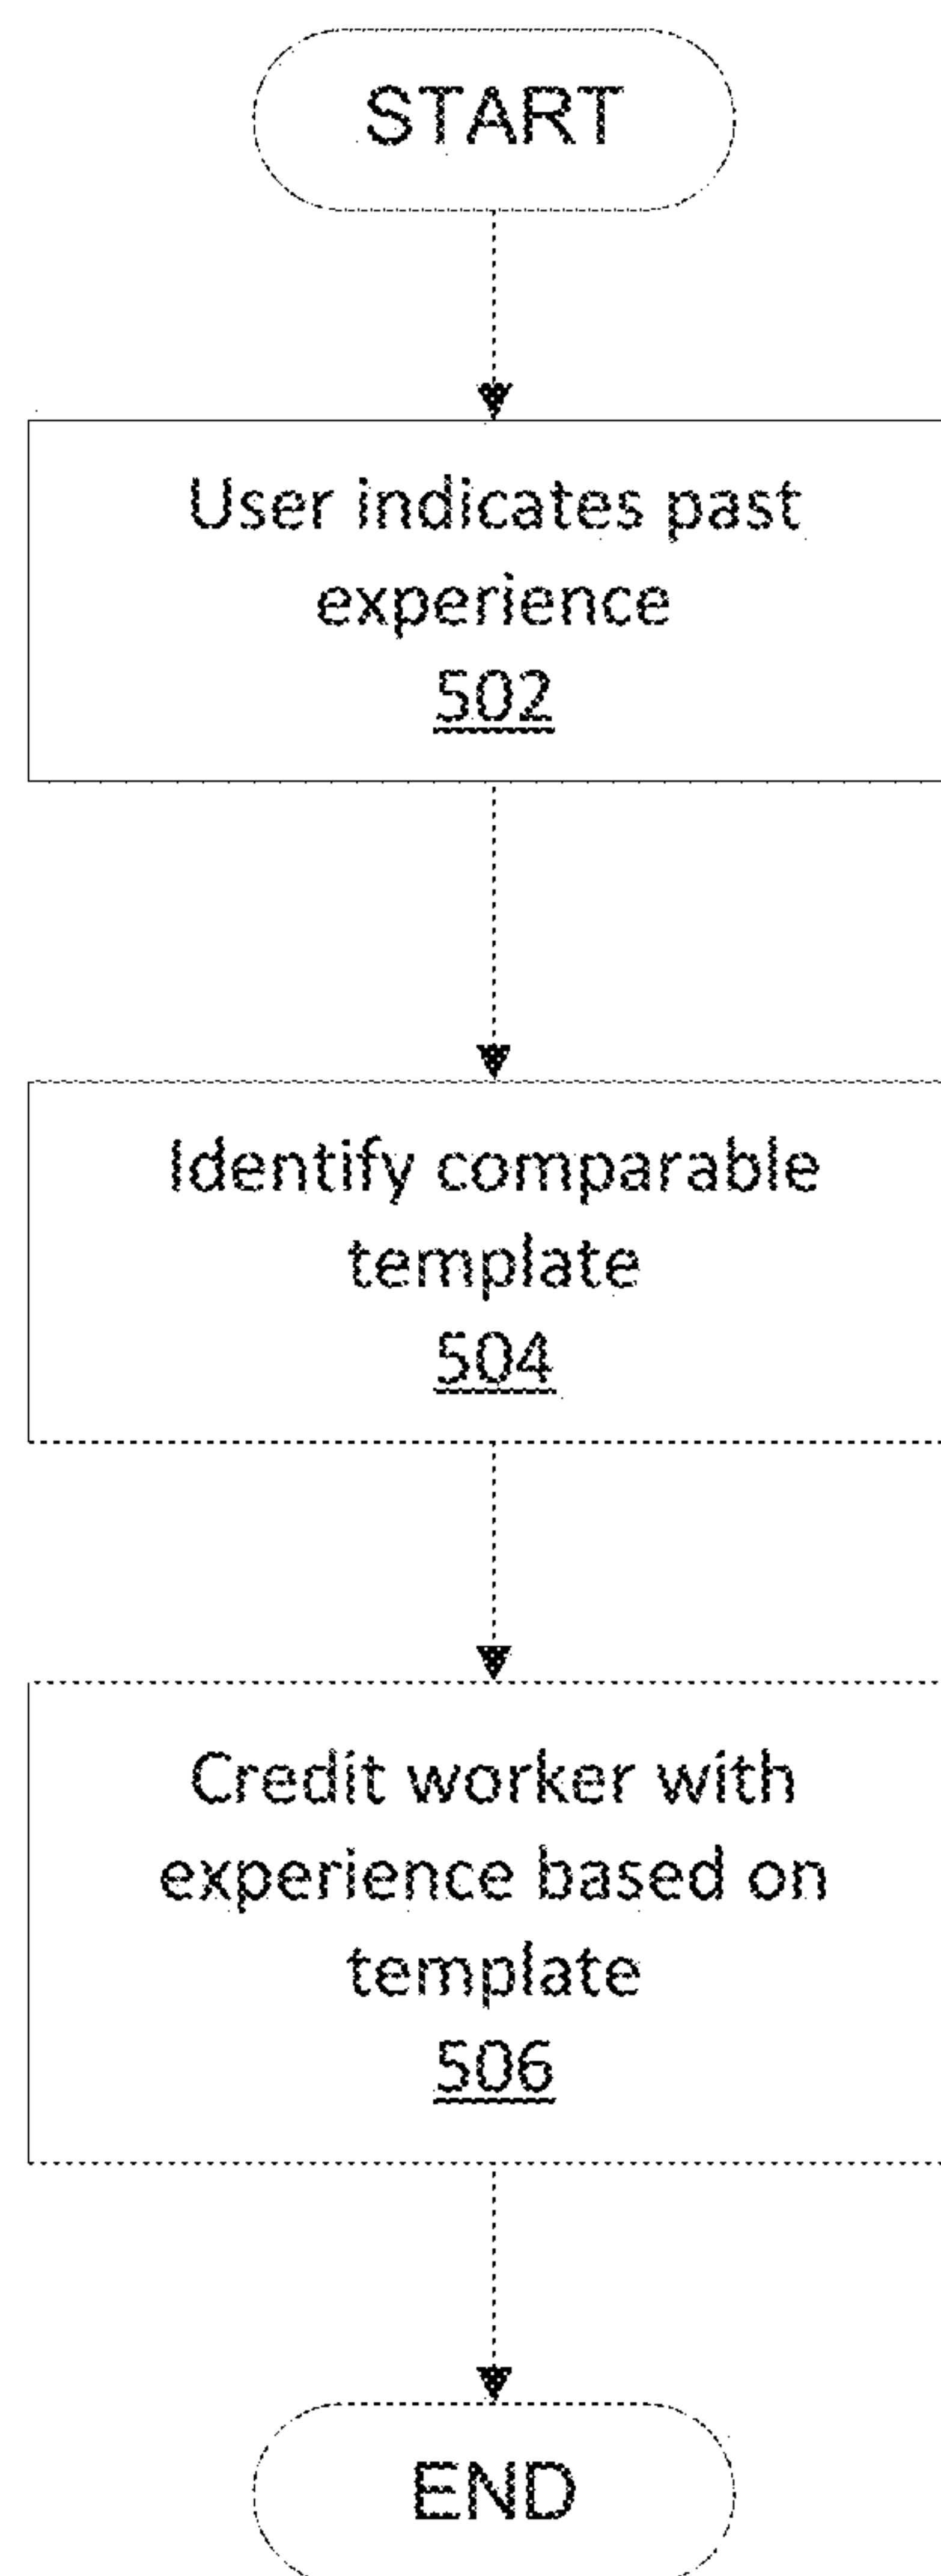 START
User indicates past
experience
502
Identify comparable
template
504
Credit worker with
experience based on
template
506
END